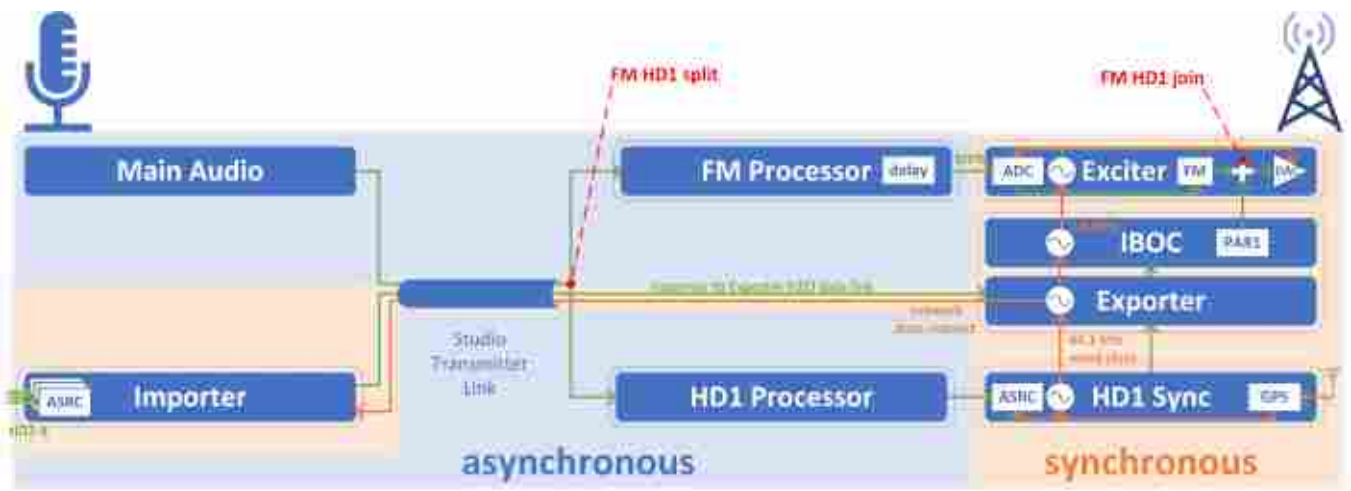 FM HD1 split
FM HD1 join
Main Audio
FM Processor
delay
ADC
Exciter
FM
+
IBOC
Exporter
Studio
Transmitter
Link
ASRC
Importer
HD1 Processor
ASRC
HD1 Sync
GPS
asynchronous
synchronous